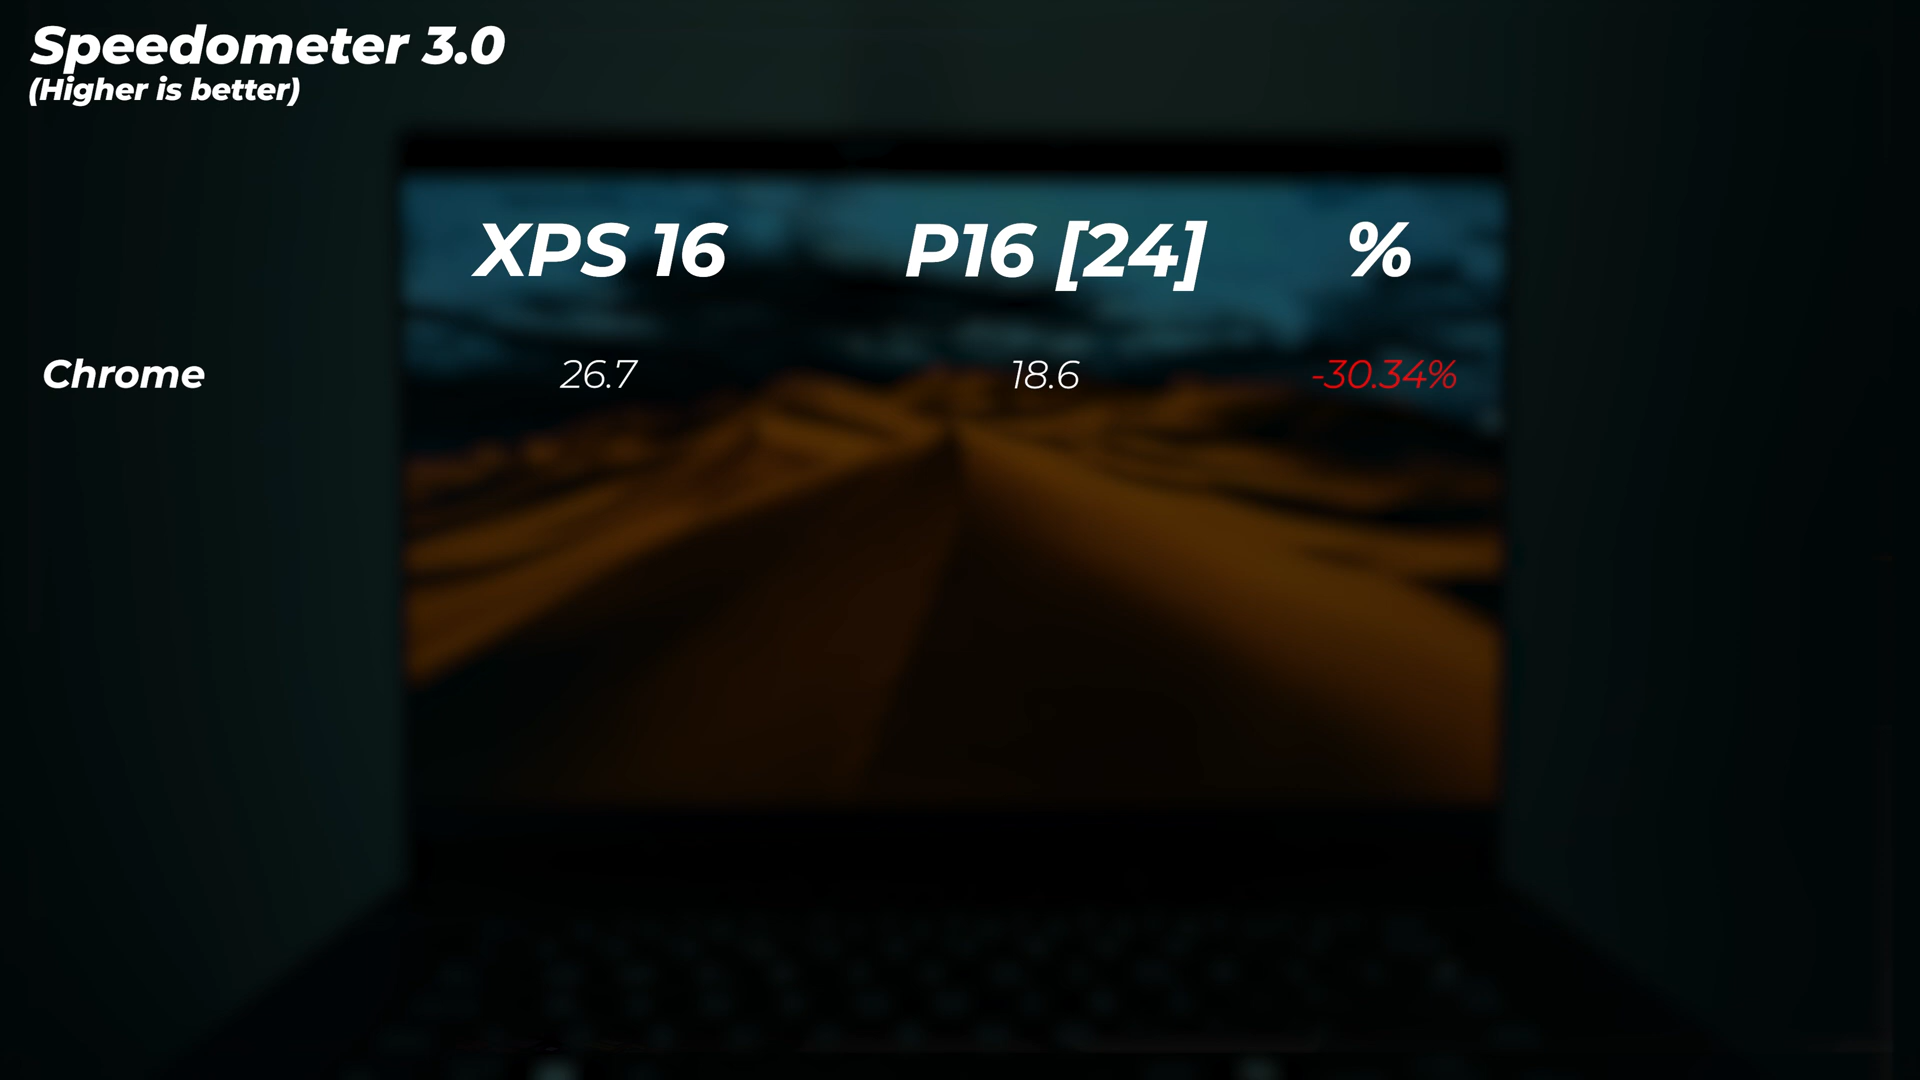 Speedometer 3.0
(Higher is better)
XPS 16 P16 [24] %
Chrome 26.7 18.6 -30.34%